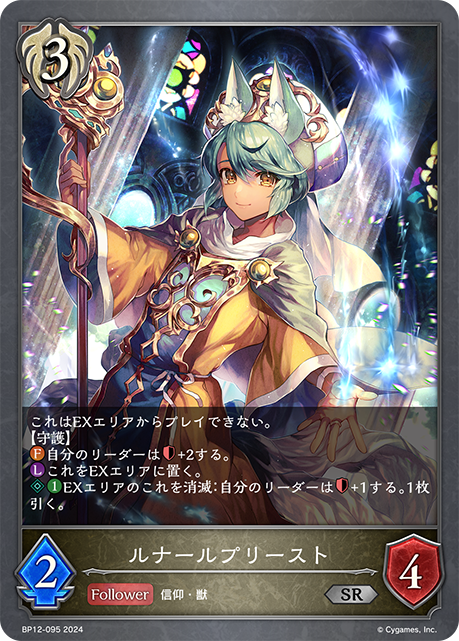 3
これはEXエリアからプレイできない。
【守護】
F 自分のリーダーは+2する。
L これをEXエリアに置く。
1 EXエリアのこれを消滅:自分のリーダーは+1する。1枚
引く。
ルナールプリースト
2
Follower 信仰・獣
SR
4
BP12-095 2024
© Cygames, Inc.